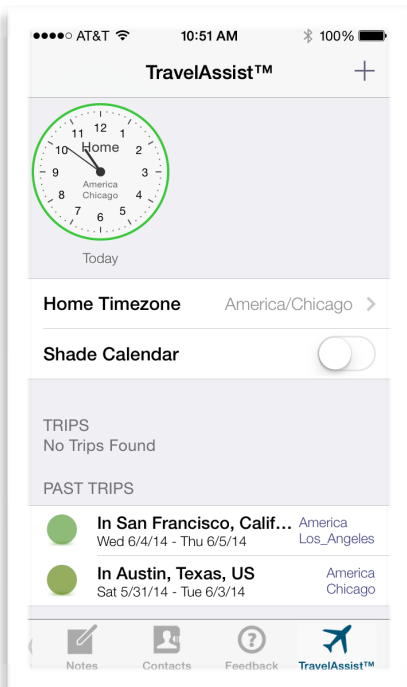 AT&T 10:51 AM 100%
TravelAssist™ +
12
11 1
Home
10 2
9 3
America
8 Chicago 4
7 5
6
Today
Home Timezone America/Chicago >
Shade Calendar
TRIPS
No Trips Found
PAST TRIPS
In San Francisco, Calif... America
Wed 6/4/14 - Thu 6/5/14 Los_Angeles
In Austin, Texas, US America
Sat 5/31/14 - Tue 6/3/14 Chicago
?
Notes Contacts Feedback TravelAssist™